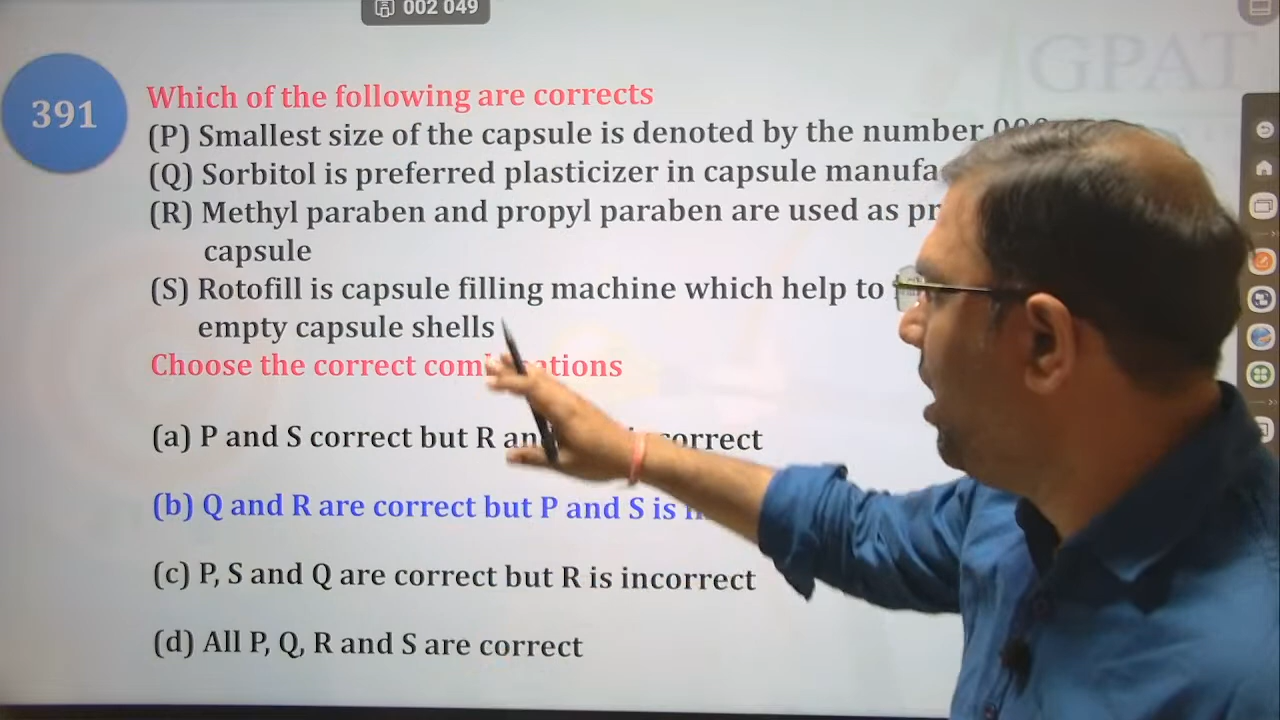 002 049
GPAT
391
Which of the following are corrects
(P) Smallest size of the capsule is denoted by the number
(Q) Sorbitol is preferred plasticizer in capsule
(R) Methyl paraben and propyl paraben are used as
capsule
(S) Rotofill is capsule filling machine which help to
empty capsule shells
Choose the correct
(a) P and S correct but R
(b) Q and R are correct but P and S is
(c) P, S and Q are correct but R is incorrect
(d) All P, Q, R and S are correct